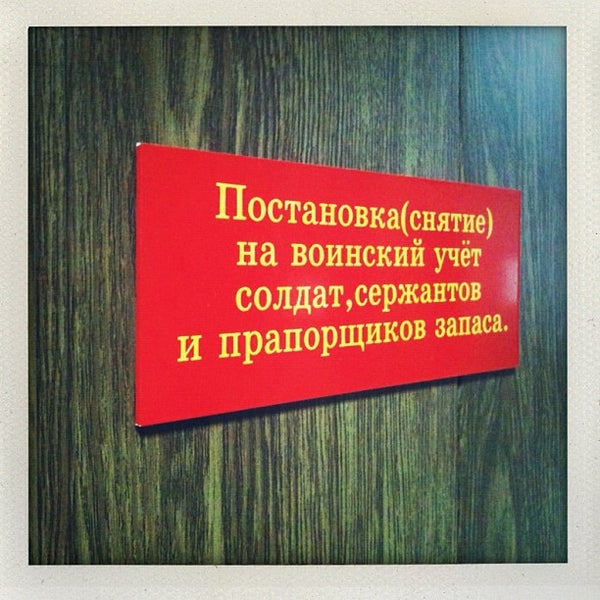 Постановка(снятие)
на воинский учёт
солдат,сержантов
и прапорщиков запаса.